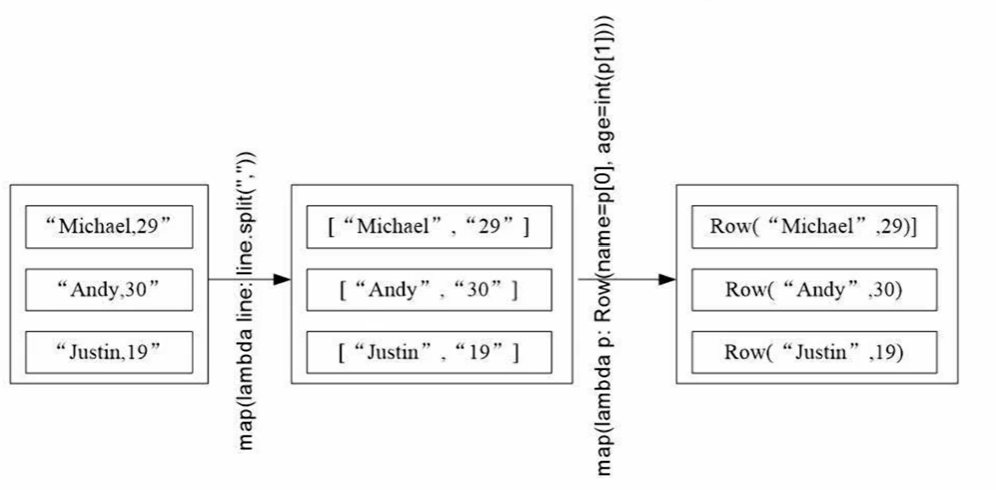 “Michael,29”
“Andy,30”
“Justin,19”
map(lambda line: line.split(","))
[ “Michael” , “29” ]
[ “Andy” , “30” ]
[ “Justin” , “19” ]
map(lambda p: Row(name=p[0], age=int(p[1])))
Row( “Michael” ,29)]
Row( “Andy” ,30)
Row( “Justin” ,19)